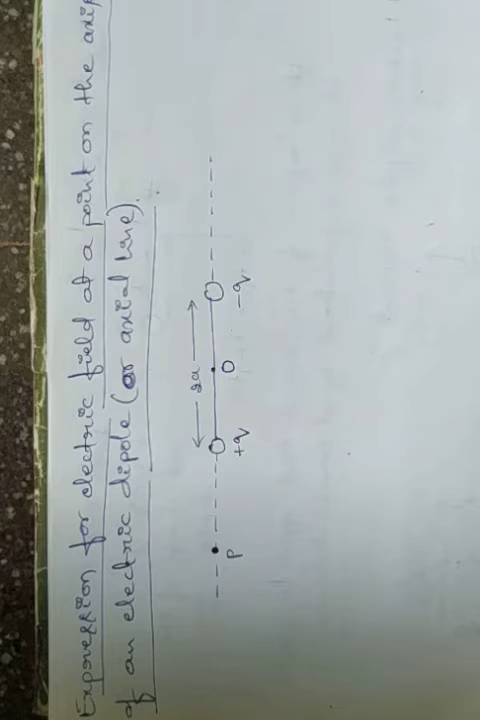 Expression for electric field at a point on the axis
of an electric dipole (or axial line).
2a
P +q O -q